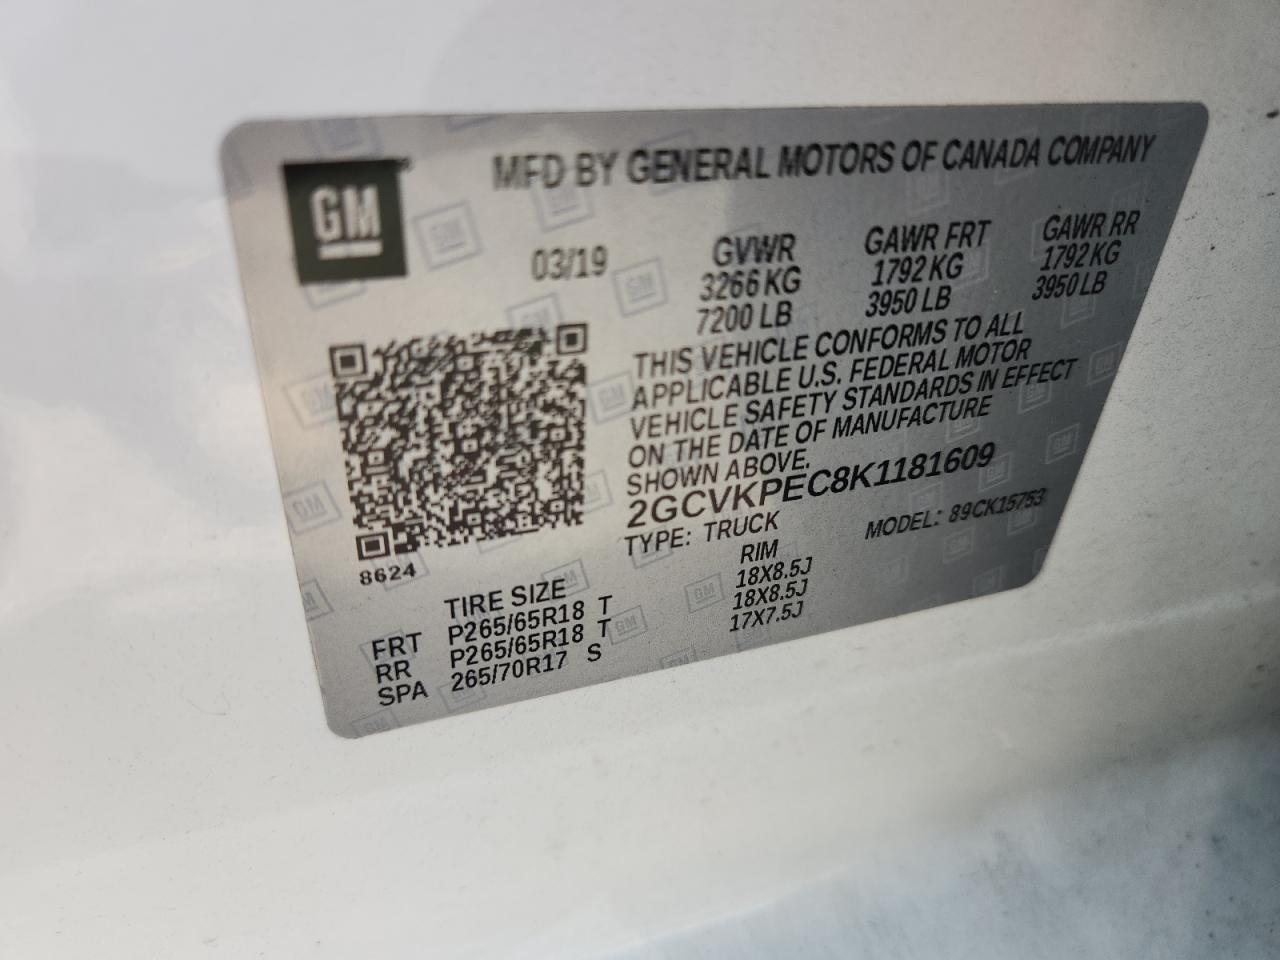 GM
MFD BY GENERAL MOTORS OF CANADA COMPANY
03/19
GVWR GAWR FRT GAWR RR
3266 KG 1792 KG 1792 KG
7200 LB 3950 LB 3950 LB
THIS VEHICLE CONFORMS TO ALL
APPLICABLE U.S. FEDERAL MOTOR
VEHICLE SAFETY STANDARDS IN EFFECT
ON THE DATE OF MANUFACTURE
SHOWN ABOVE.
2GCVKPEC8K1181609
TYPE: TRUCK MODEL: 89CK15753
8624
TIRE SIZE RIM
FRT P265/65R18 T 18X8.5J
RR P265/65R18 T 18X8.5J
SPA 265/70R17 S 17X7.5J